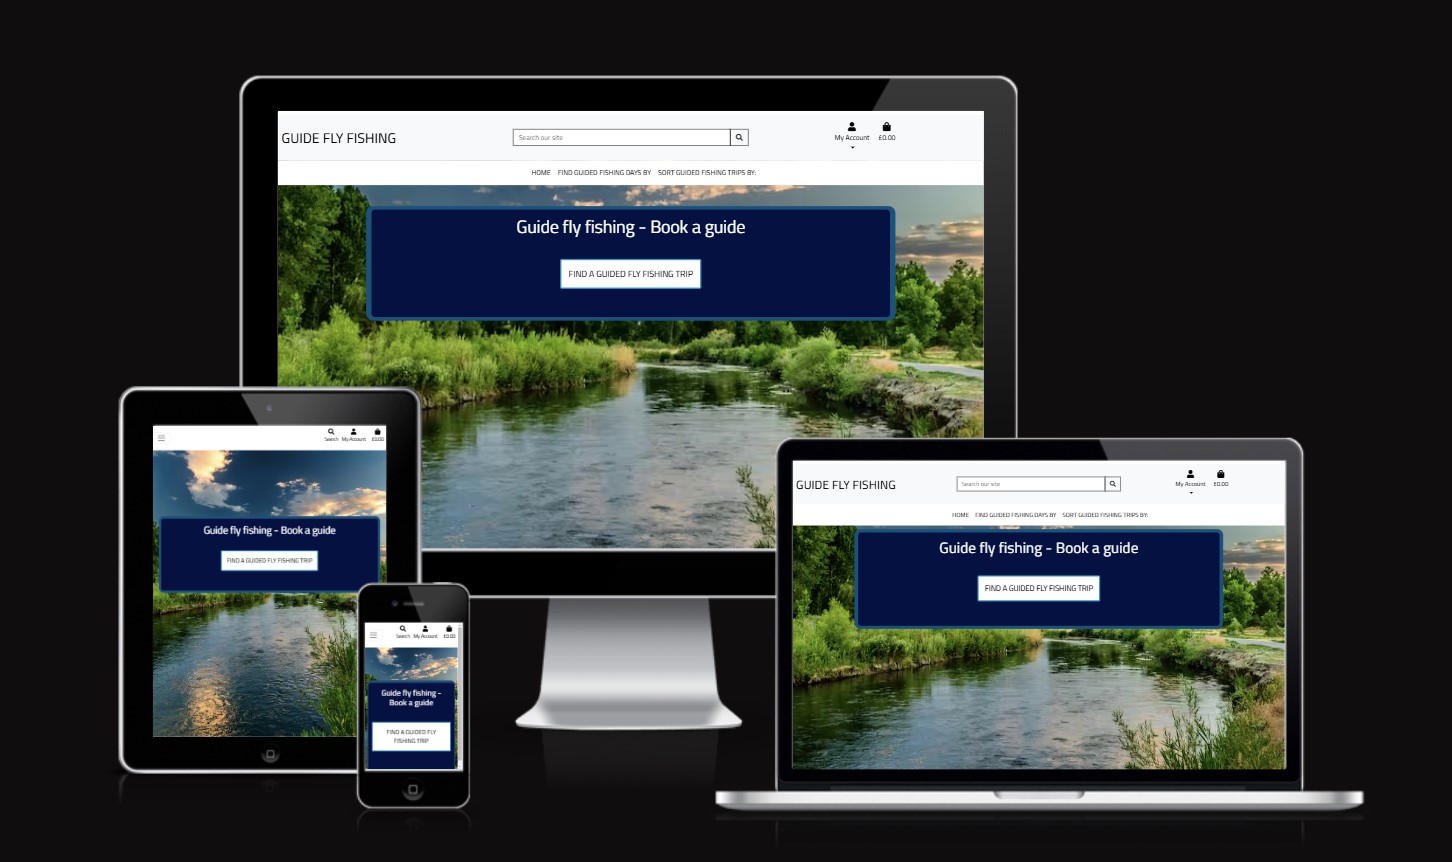 GUIDE FLY FISHING
Search our site
My Account
£0.00
HOME FIND GUIDED FISHING DAYS BY SORT GUIDED FISHING TRIPS BY:
Guide fly fishing - Book a guide
FIND A GUIDED FLY FISHING TRIP
Search My Account £0.00
Guide fly fishing - Book a guide
FIND A GUIDED FLY FISHING TRIP
Search My Account £0.00
Guide fly fishing -
Book a guide
FIND A GUIDED FLY
FISHING TRIP
GUIDE FLY FISHING
Search our site
My Account
£0.00
HOME FIND GUIDED FISHING DAYS BY SORT GUIDED FISHING TRIPS BY:
Guide fly fishing - Book a guide
FIND A GUIDED FLY FISHING TRIP